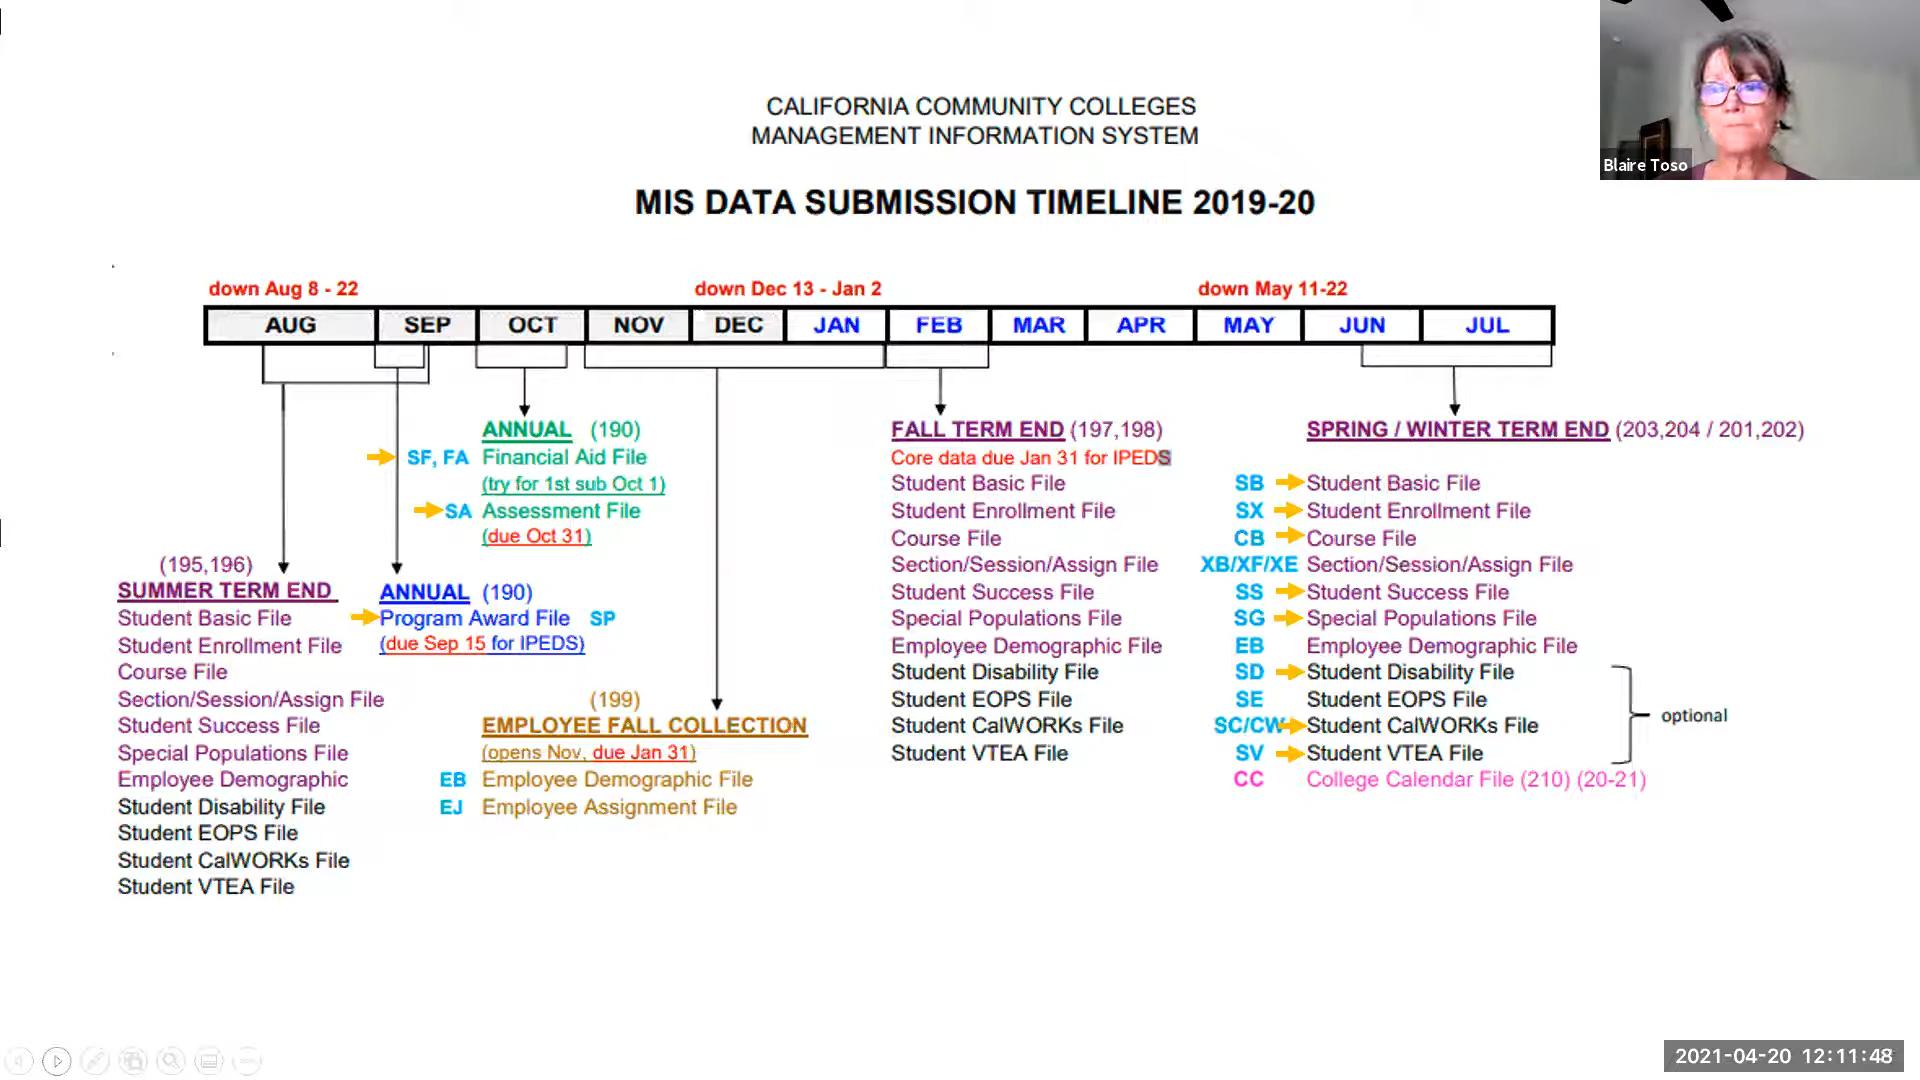 CALIFORNIA COMMUNITY COLLEGES
MANAGEMENT INFORMATION SYSTEM
Blaire Toso
MIS DATA SUBMISSION TIMELINE 2019-20
down Aug 8 - 22
down Dec 13 - Jan 2
down May 11-22
AUG SEP OCT NOV DEC JAN FEB MAR APR MAY JUN JUL
ANNUAL (190)
SF, FA Financial Aid File
(try for 1st sub Oct 1)
SA Assessment File
(due Oct 31)
(195,196)
SUMMER TERM END
Student Basic File
Student Enrollment File
Course File
Section/Session/Assign File
Student Success File
Special Populations File
Employee Demographic
Student Disability File
Student EOPS File
Student CalWORKs File
Student VTEA File
ANNUAL (190)
Program Award File SP
(due Sep 15 for IPEDS)
(199)
EMPLOYEE FALL COLLECTION
(opens Nov, due Jan 31)
EB Employee Demographic File
EJ Employee Assignment File
FALL TERM END (197,198)
Core data due Jan 31 for IPEDS
Student Basic File
Student Enrollment File
Course File
Section/Session/Assign File
Student Success File
Special Populations File
Employee Demographic File
Student Disability File
Student EOPS File
Student CalWORKs File
Student VTEA File
SPRING / WINTER TERM END (203,204 / 201,202)
SB Student Basic File
SX Student Enrollment File
CB Course File
XB/XF/XE Section/Session/Assign File
SS Student Success File
SG Special Populations File
EB Employee Demographic File
SD Student Disability File
SE Student EOPS File
SC/CW Student CalWORKs File
SV Student VTEA File
optional
CC College Calendar File (210) (20-21)
2021-04-20 12:11:48